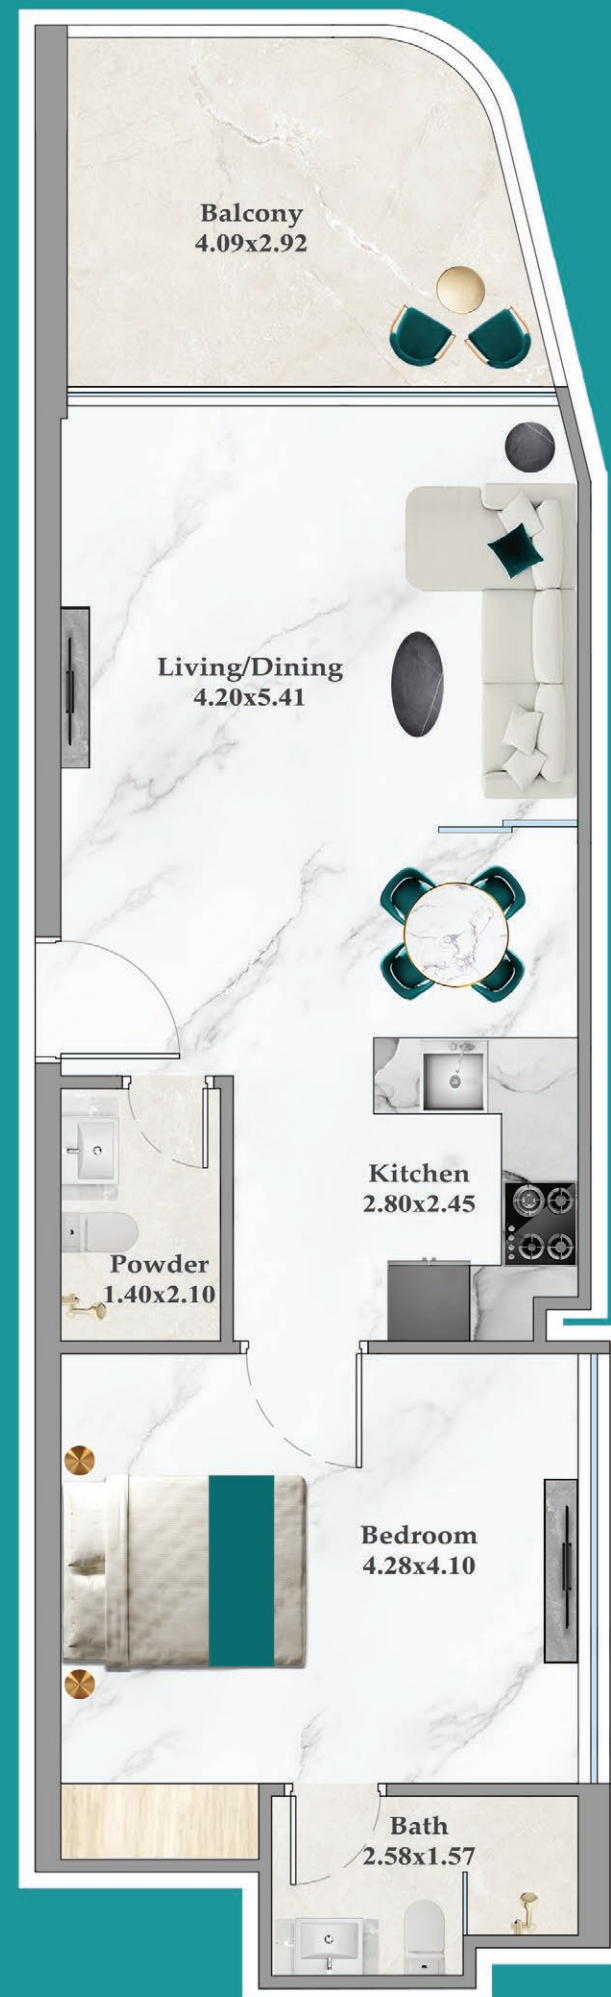 Balcony
4.09x2.92
Living/Dining
4.20x5.41
Kitchen
2.80x2.45
Powder
1.40x2.10
Bedroom
4.28x4.10
Bath
2.58x1.57